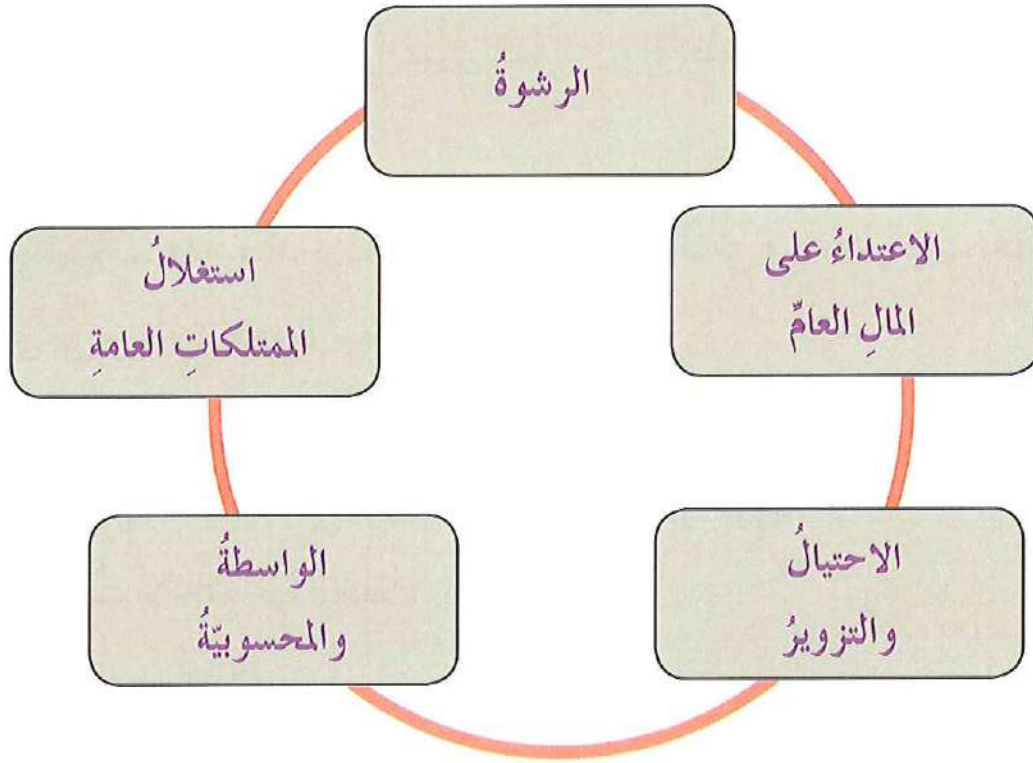 الرشوةُ
الاعتداءُ على
المالِ العامِّ
الاحتيالُ
والتزويرُ
الواسطةُ
والمحسوبيّةُ
استغلالُ
الممتلكاتِ العامةِ